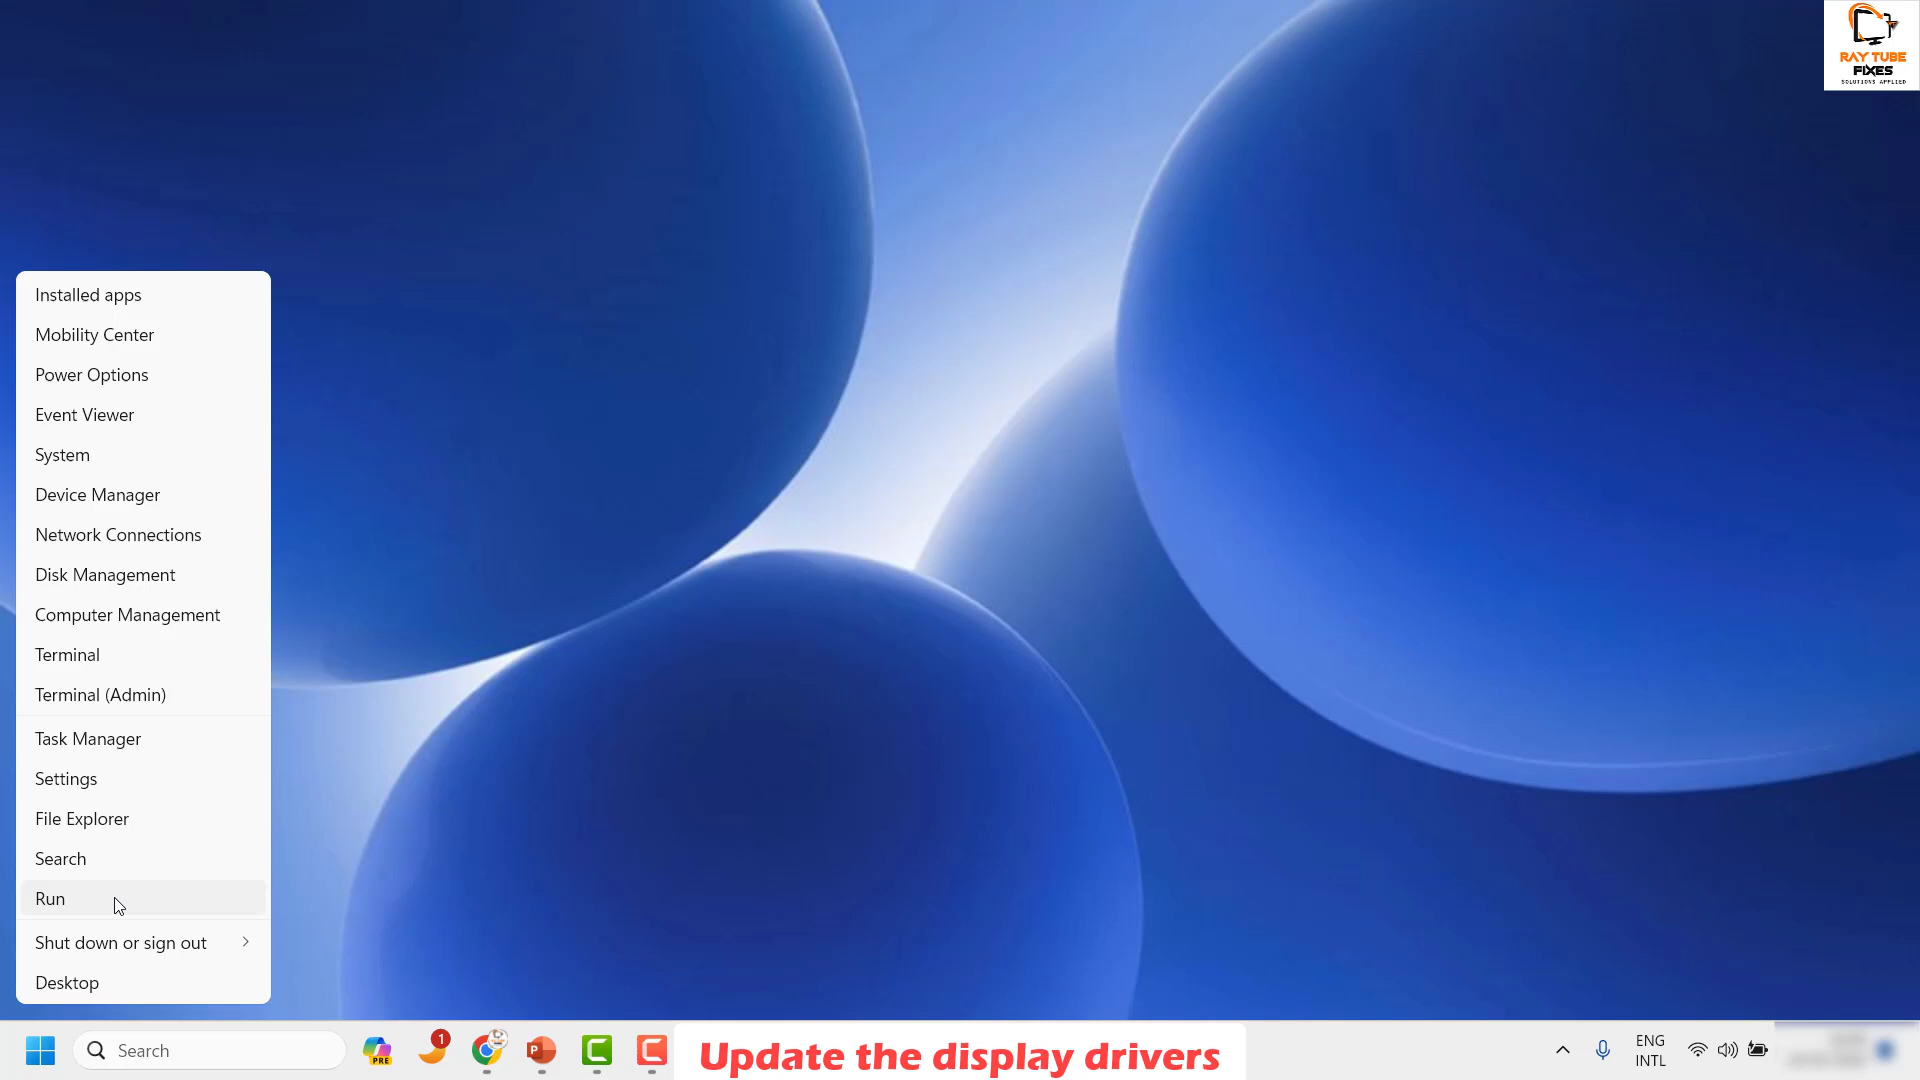 RAY TUBE
FIXES
SOLUTIONS APPLIED
Installed apps
Mobility Center
Power Options
Event Viewer
System
Device Manager
Network Connections
Disk Management
Computer Management
Terminal
Terminal (Admin)
Task Manager
Settings
File Explorer
Search
Run
Shut down or sign out
Desktop
Search
PRE
1
Update the display drivers
ENG
INTL